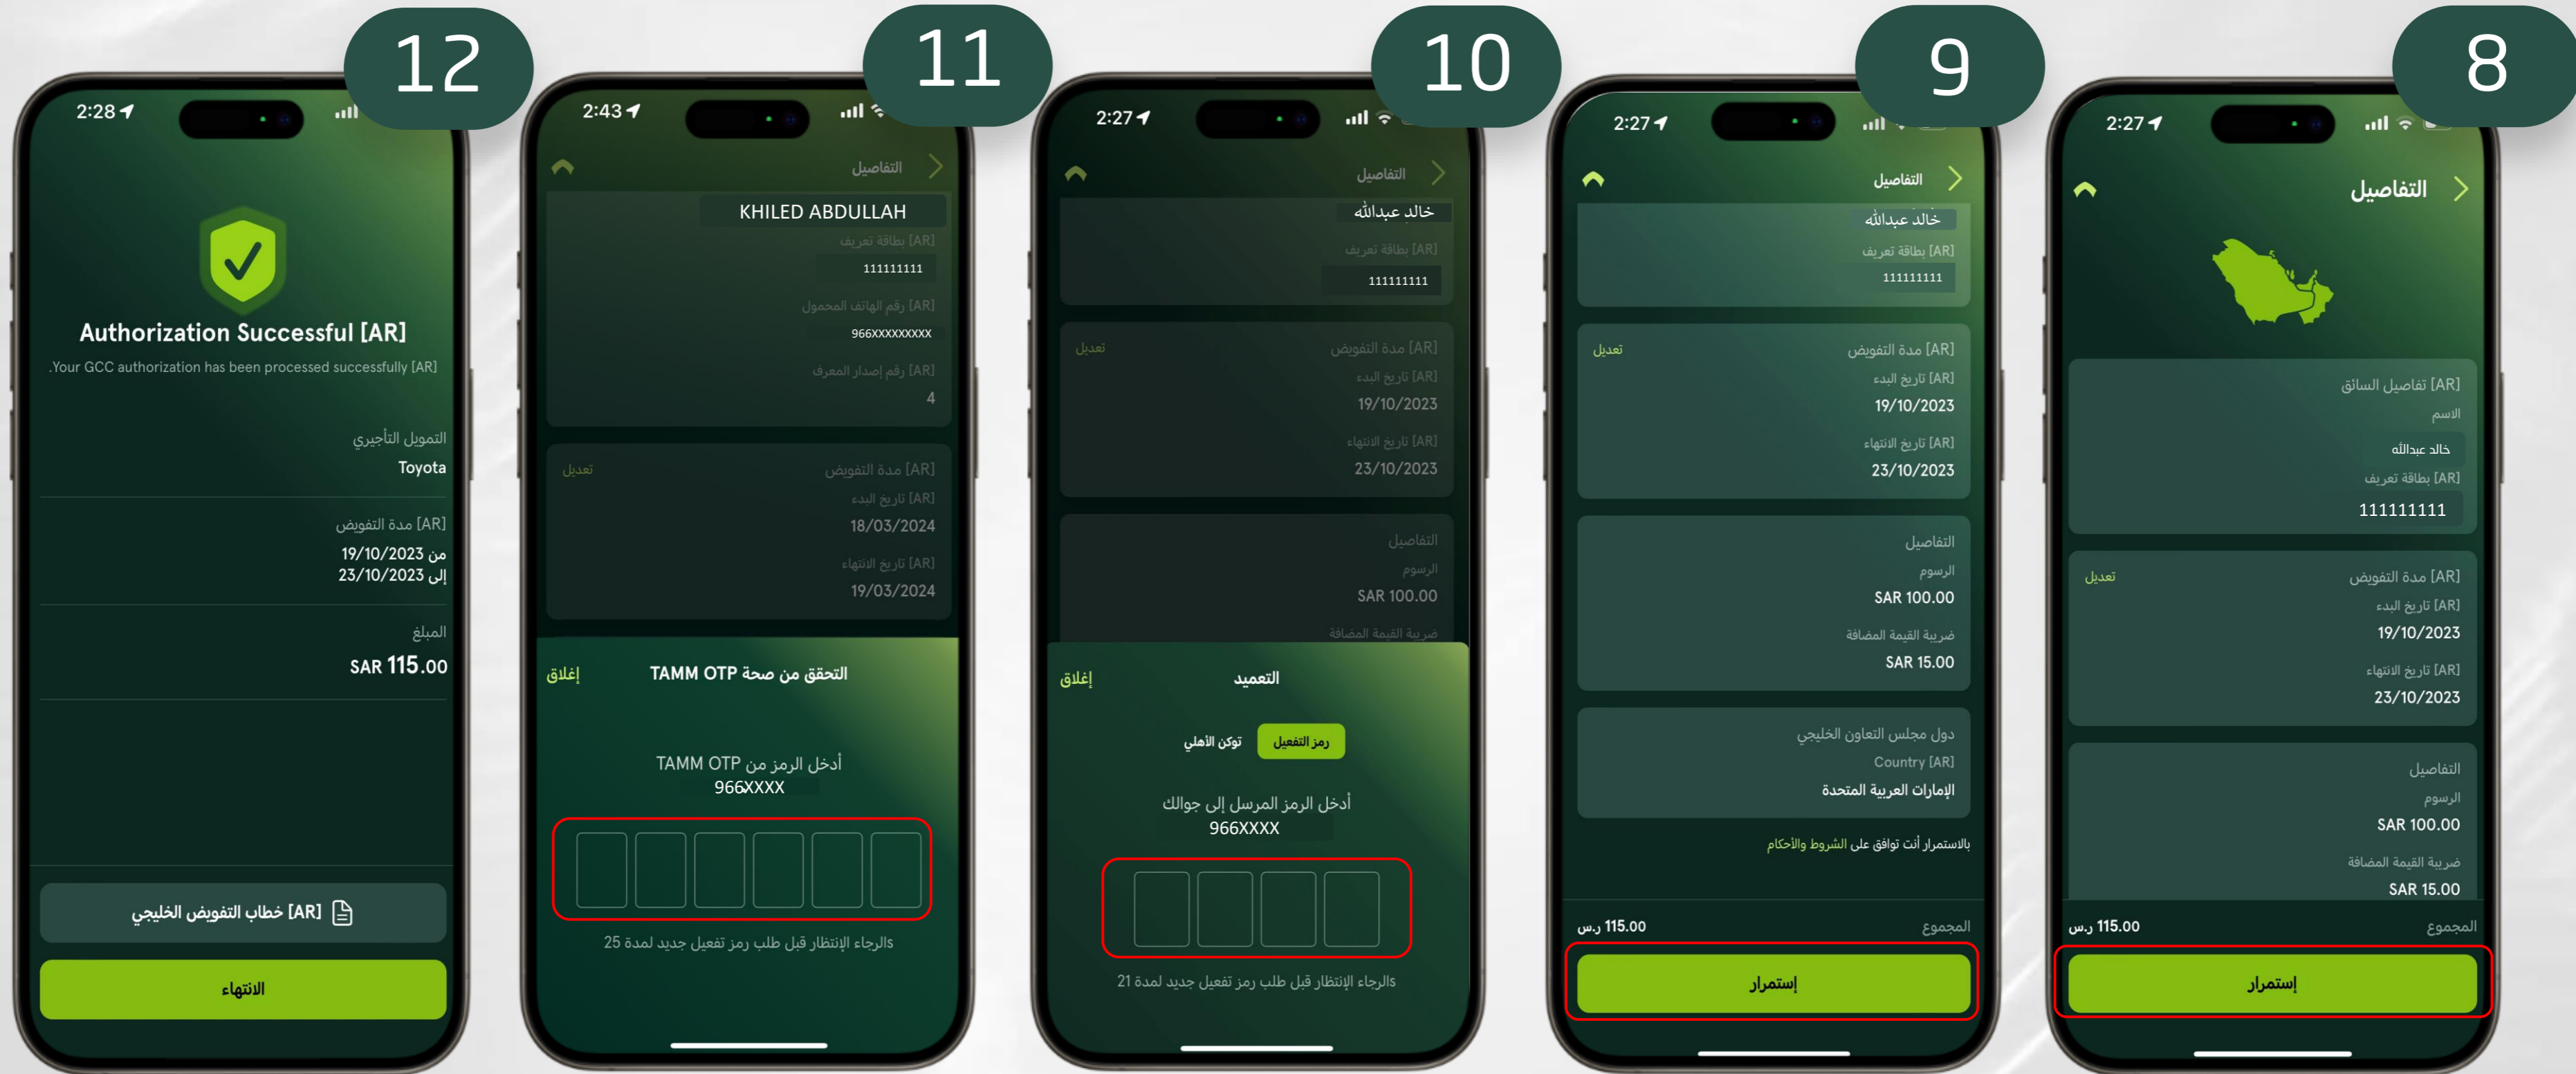 8
2:27
التفاصيل
[AR] تفاصيل السائق
الاسم
خالد عبدالله
[AR] بطاقة تعريف
111111111
[AR] مدة التفويض
تعديل
[AR] تاريخ البدء
19/10/2023
[AR] تاريخ الانتهاء
23/10/2023
التفاصيل
الرسوم
SAR 100.00
ضريبة القيمة المضافة
SAR 15.00
المجموع
115.00 ر.س
إستمرار
9
2:27
التفاصيل
خالد عبدالله
[AR] بطاقة تعريف
111111111
[AR] مدة التفويض
تعديل
[AR] تاريخ البدء
19/10/2023
[AR] تاريخ الانتهاء
23/10/2023
التفاصيل
الرسوم
SAR 100.00
ضريبة القيمة المضافة
SAR 15.00
دول مجلس التعاون الخليجي
Country [AR]
الإمارات العربية المتحدة
بالاستمرار أنت توافق على الشروط والأحكام
المجموع
115.00 ر.س
إستمرار
10
2:27
التفاصيل
خالد عبدالله
[AR] بطاقة تعريف
111111111
[AR] مدة التفويض
تعديل
[AR] تاريخ البدء
19/10/2023
[AR] تاريخ الانتهاء
23/10/2023
التفاصيل
الرسوم
SAR 100.00
ضريبة القيمة المضافة
التعميد
إغلاق
رمز التفعيل
توكن الأهلي
أدخل الرمز المرسل إلى جوالك
966XXXX
sالرجاء الإنتظار قبل طلب رمز تفعيل جديد لمدة 21
11
2:43
التفاصيل
KHILED ABDULLAH
[AR] بطاقة تعريف
111111111
[AR] رقم الهاتف المحمول
966XXXXXXXXX
[AR] رقم إصدار المعرف
4
[AR] مدة التفويض
تعديل
[AR] تاريخ البدء
18/03/2024
[AR] تاريخ الانتهاء
19/03/2024
التحقق من صحة TAMM OTP
إغلاق
أدخل الرمز من TAMM OTP
966XXXX
sالرجاء الإنتظار قبل طلب رمز تفعيل جديد لمدة 25
12
2:28
Authorization Successful [AR]
.Your GCC authorization has been processed successfully [AR]
التمويل التأجيري
Toyota
[AR] مدة التفويض
من 19/10/2023
إلى 23/10/2023
المبلغ
SAR 115.00
[AR] خطاب التفويض الخليجي
الانتهاء